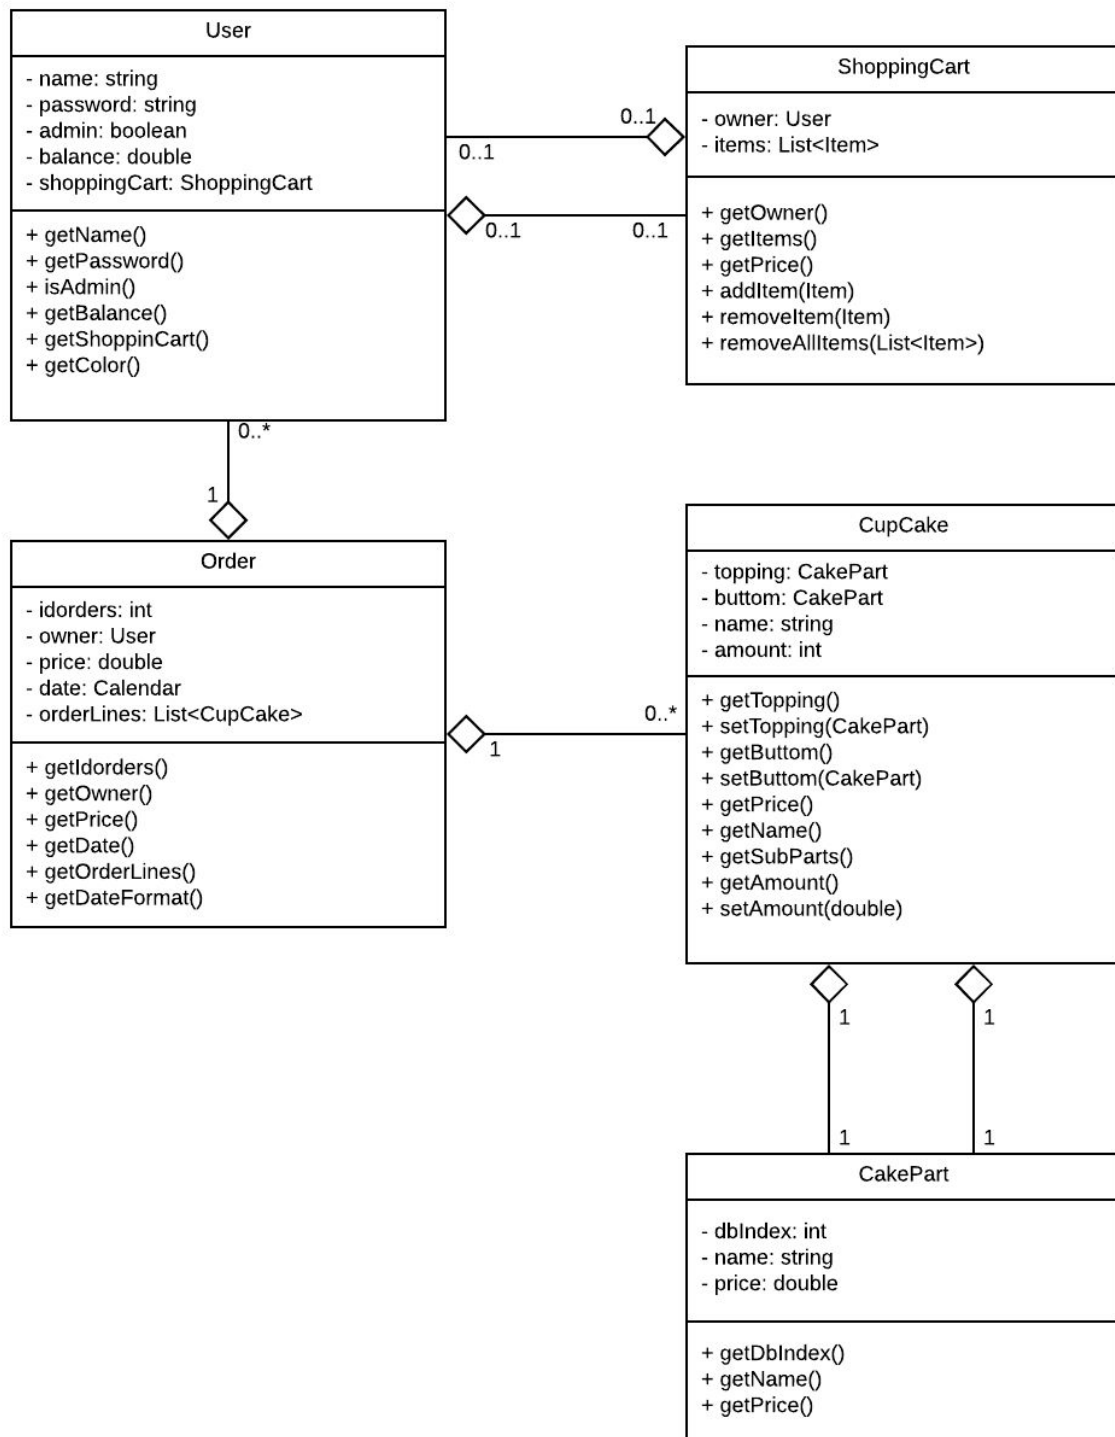 User
- name: string
- password: string
- admin: boolean
- balance: double
- shoppingCart: ShoppingCart
+ getName()
+ getPassword()
+ isAdmin()
+ getBalance()
+ getShoppinCart()
+ getColor()
ShoppingCart
- owner: User
- items: List<Item>
+ getOwner()
+ getItems()
+ getPrice()
+ addItem(Item)
+ removeItem(Item)
+ removeAllItems(List<Item>)
0..1
0..1
0..1
0..1
0..*
1
Order
- idorders: int
- owner: User
- price: double
- date: Calendar
- orderLines: List<CupCake>
+ getIdorders()
+ getOwner()
+ getPrice()
+ getDate()
+ getOrderLines()
+ getDateFormat()
0..*
1
CupCake
- topping: CakePart
- buttom: CakePart
- name: string
- amount: int
+ getTopping()
+ setTopping(CakePart)
+ getButtom()
+ setButtom(CakePart)
+ getPrice()
+ getName()
+ getSubParts()
+ getAmount()
+ setAmount(double)
1
1
1
1
CakePart
- dbIndex: int
- name: string
- price: double
+ getDbIndex()
+ getName()
+ getPrice()